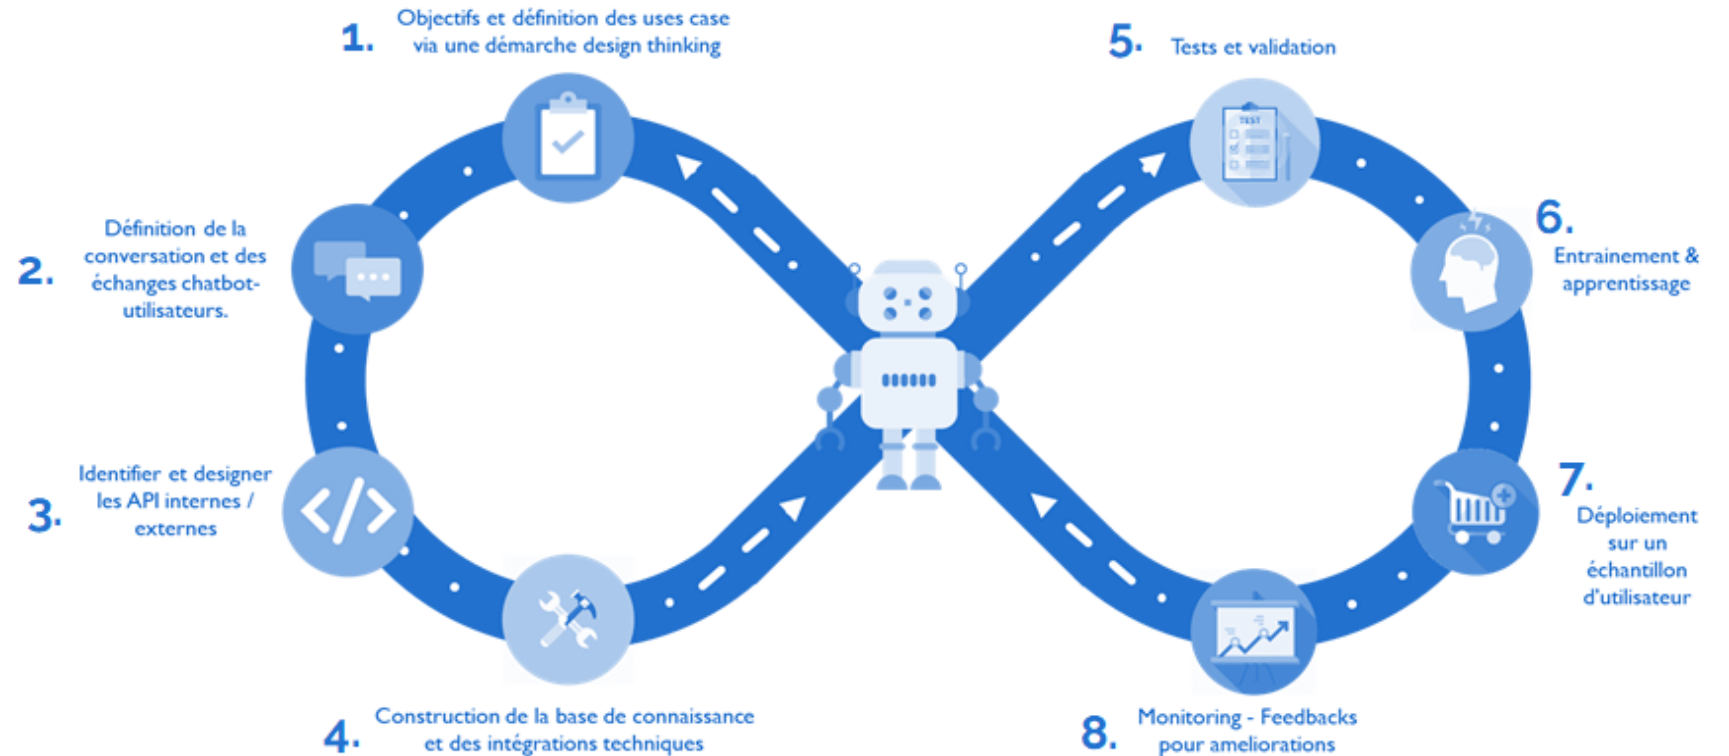 1.
Objectifs et définition des uses case
via une démarche design thinking
2.
Définition de la
conversation et des
échanges chatbot-
utilisateurs.
3.
Identifier et designer
les API internes /
externes
4.
Construction de la base de connaissance
et des intégrations techniques
5.
Tests et validation
TEST
6.
Entrainement &
apprentissage
7.
Déploiement
sur un
échantillon
d'utilisateur
8.
Monitoring - Feedbacks
pour ameliorations